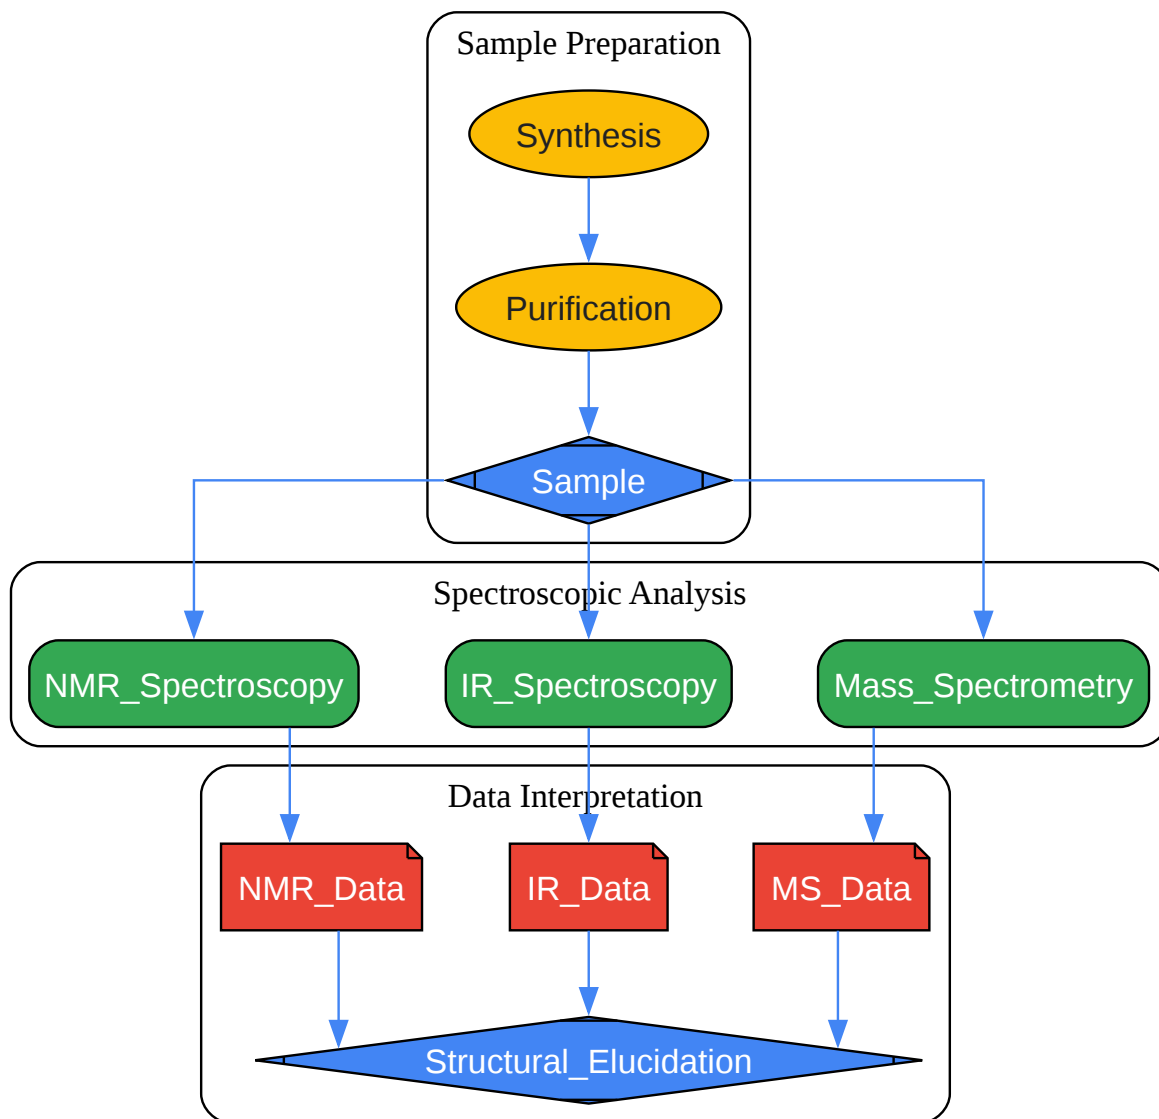 Sample Preparation
Synthesis
Purification
Sample
Spectroscopic Analysis
NMR_Spectroscopy
IR_Spectroscopy
Mass_Spectrometry
Data Interpretation
NMR_Data
IR_Data
MS_Data
Structural_Elucidation